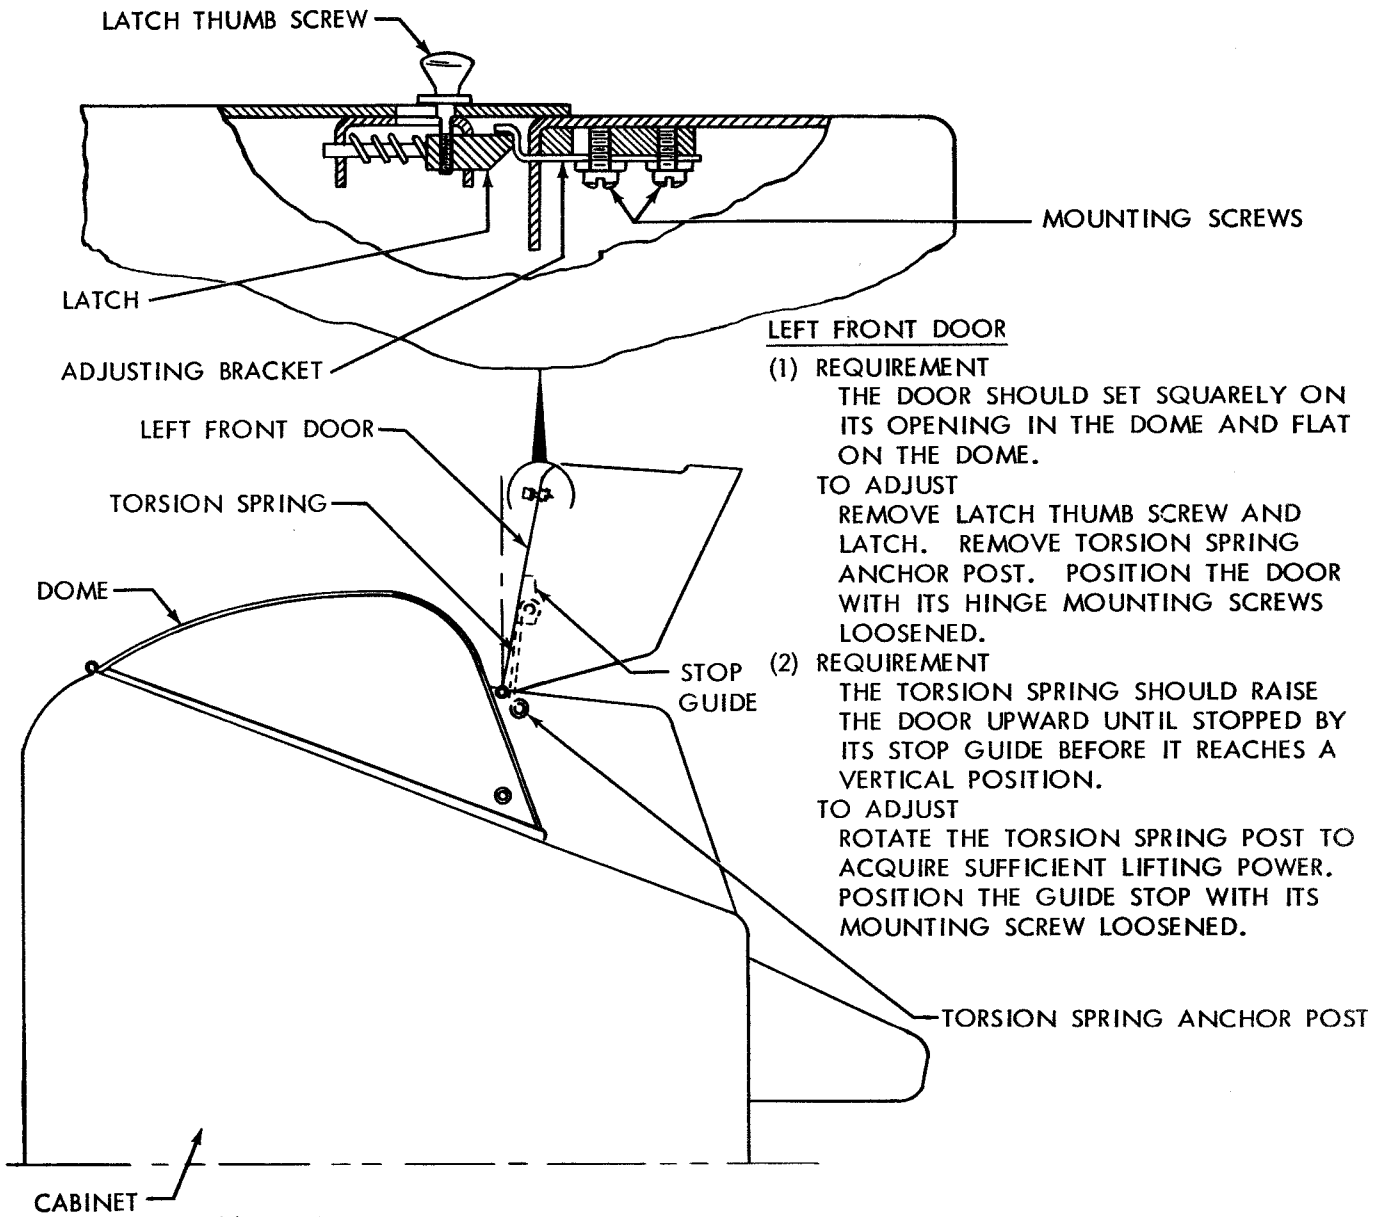 LATCH THUMB SCREW
MOUNTING SCREWS
LATCH
ADJUSTING BRACKET
LEFT FRONT DOOR
TORSION SPRING
DOME
STOP
GUIDE
LEFT FRONT DOOR
(1) REQUIREMENT
THE DOOR SHOULD SET SQUARELY ON
ITS OPENING IN THE DOME AND FLAT
ON THE DOME.
TO ADJUST
REMOVE LATCH THUMB SCREW AND
LATCH. REMOVE TORSION SPRING
ANCHOR POST. POSITION THE DOOR
WITH ITS HINGE MOUNTING SCREWS
LOOSENED.
(2) REQUIREMENT
THE TORSION SPRING SHOULD RAISE
THE DOOR UPWARD UNTIL STOPPED BY
ITS STOP GUIDE BEFORE IT REACHES A
VERTICAL POSITION.
TO ADJUST
ROTATE THE TORSION SPRING POST TO
ACQUIRE SUFFICIENT LIFTING POWER.
POSITION THE GUIDE STOP WITH ITS
MOUNTING SCREW LOOSENED.
TORSION SPRING ANCHOR POST
CABINET